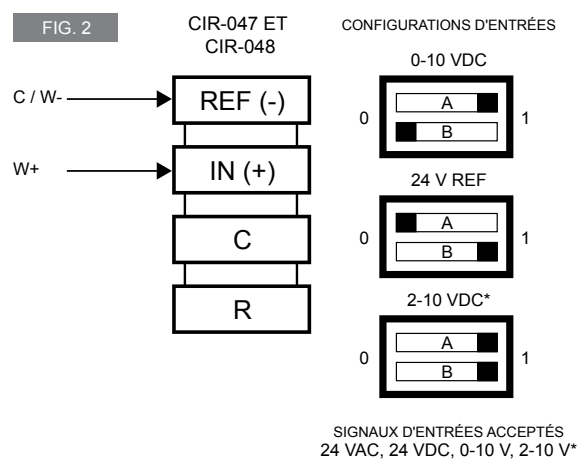 FIG. 2
CIR-047 ET
CIR-048
C / W-
REF (-)
W+
IN (+)
C
R
CONFIGURATIONS D'ENTRÉES
0-10 VDC
0
A
B
1
24 V REF
0
A
B
1
2-10 VDC*
0
A
B
1
SIGNAUX D'ENTRÉES ACCEPTÉS
24 VAC, 24 VDC, 0-10 V, 2-10 V*